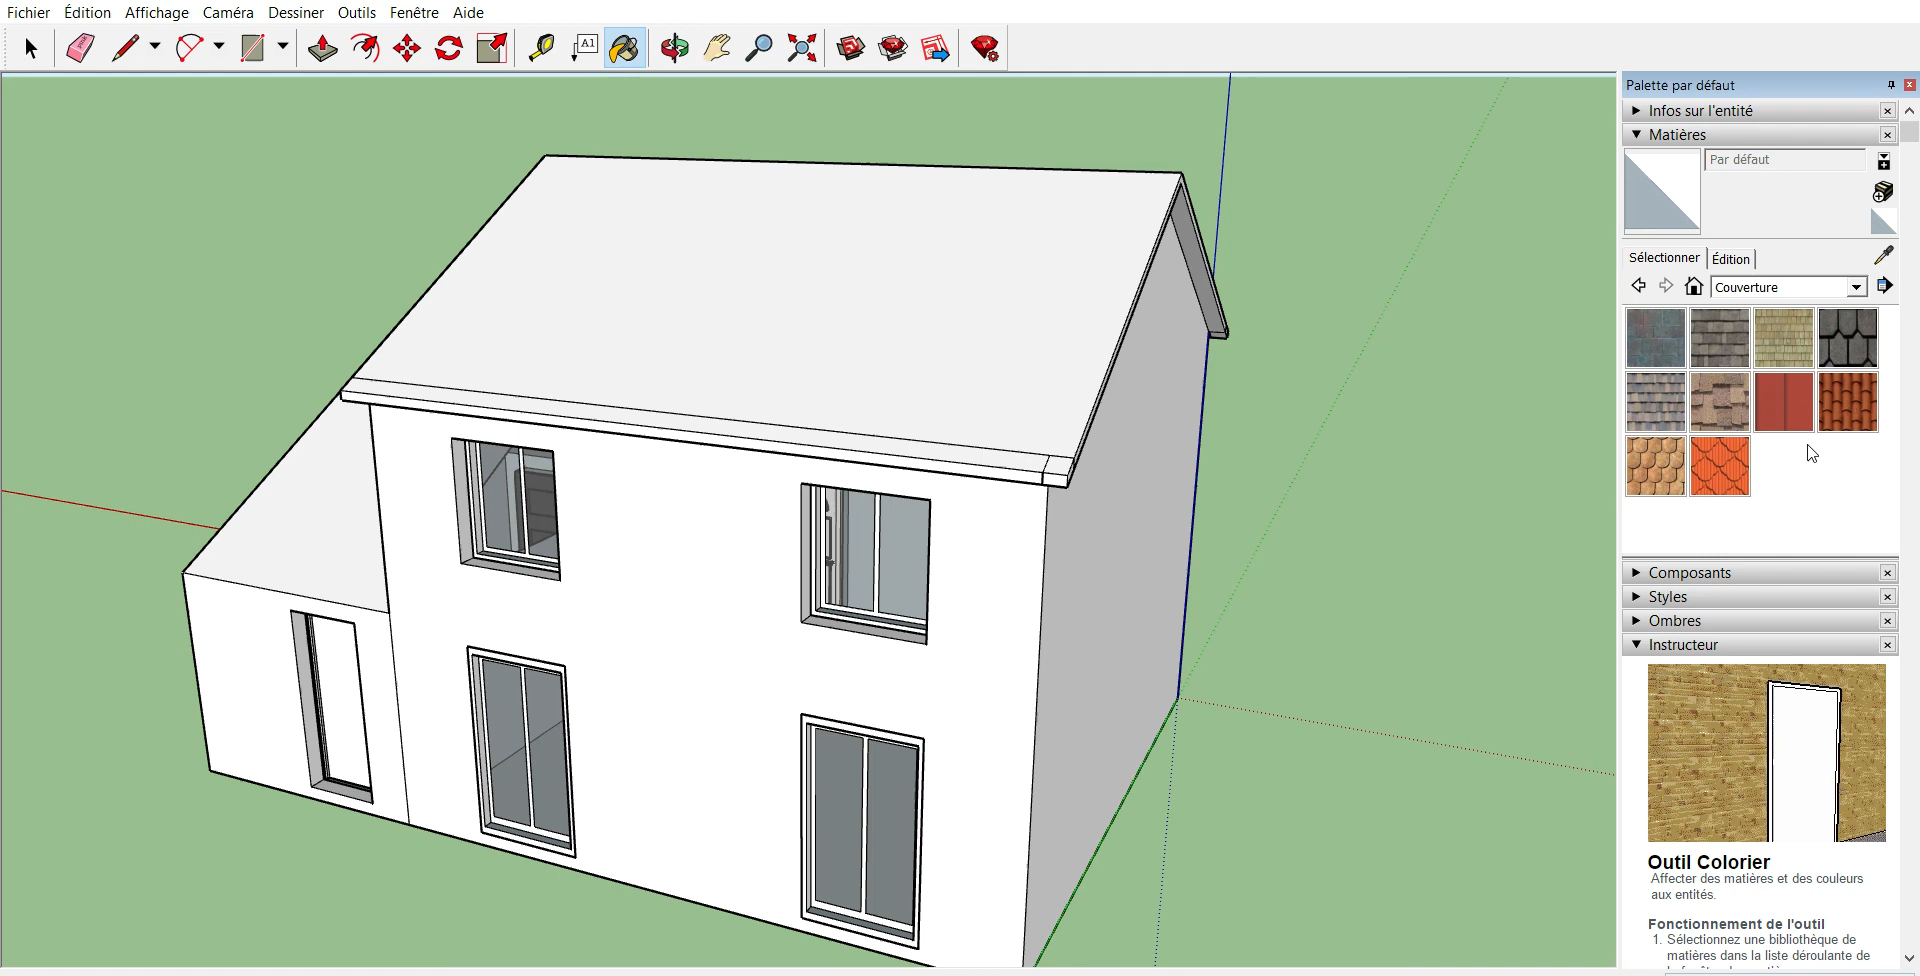 Fichier Édition Affichage Caméra Dessiner Outils Fenêtre Aide
A1
Palette par défaut
Infos sur l'entité
Matières
Par défaut
Sélectionner Édition
Couverture
Composants
Styles
Ombres
Instructeur
Outil Colorier
Affecter des matières et des couleurs
aux entités.
Fonctionnement de l'outil
1. Sélectionnez une bibliothèque de
matières dans la liste déroulante de